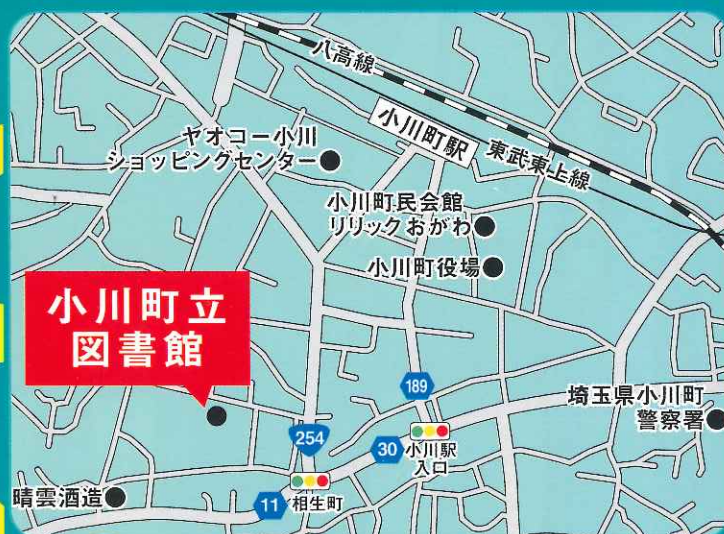 八高線
小川町駅
東武東上線
ヤオコー小川
ショッピングセンター
小川町民会館
リリックおがわ
小川町役場
小川町立
図書館
189
埼玉県小川町
警察署
254
30
小川駅
入口
晴雲酒造
11
相生町